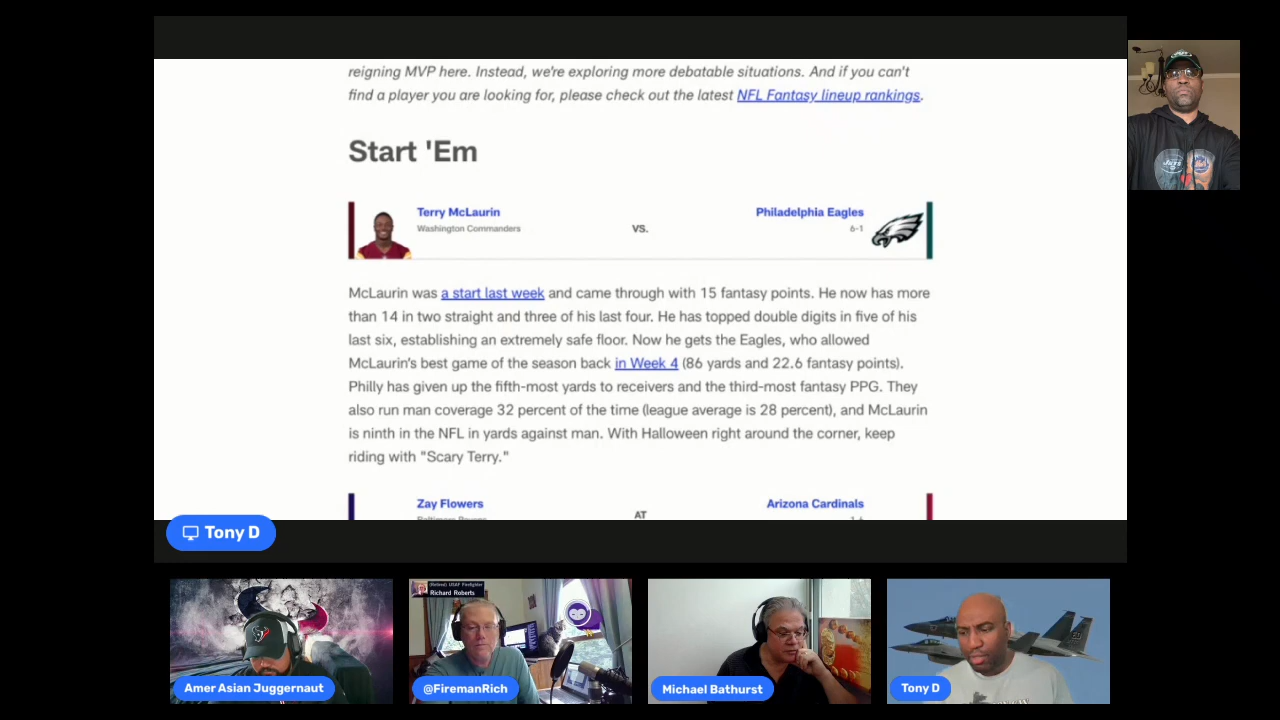 reigning MVP here. Instead, we're exploring more debatable situations. And if you can't
find a player you are looking for, please check out the latest NFL Fantasy lineup rankings.
Start 'Em
Terry McLaurin
Washington Commanders
VS.
Philadelphia Eagles
6-1
McLaurin was a start last week and came through with 15 fantasy points. He now has more
than 14 in two straight and three of his last four. He has topped double digits in five of his
last six, establishing an extremely safe floor. Now he gets the Eagles, who allowed
McLaurin's best game of the season back in Week 4 (86 yards and 22.6 fantasy points).
Philly has given up the fifth-most yards to receivers and the third-most fantasy PPG. They
also run man coverage 32 percent of the time (league average is 28 percent), and McLaurin
is ninth in the NFL in yards against man. With Halloween right around the corner, keep
riding with "Scary Terry."
Zay Flowers
Baltimore Ravens
AT
Arizona Cardinals
1-6
Tony D
(Retired) USAF Firefighter
Richard Roberts
Amer Asian Juggernaut
@FiremanRich
Michael Bathurst
Tony D